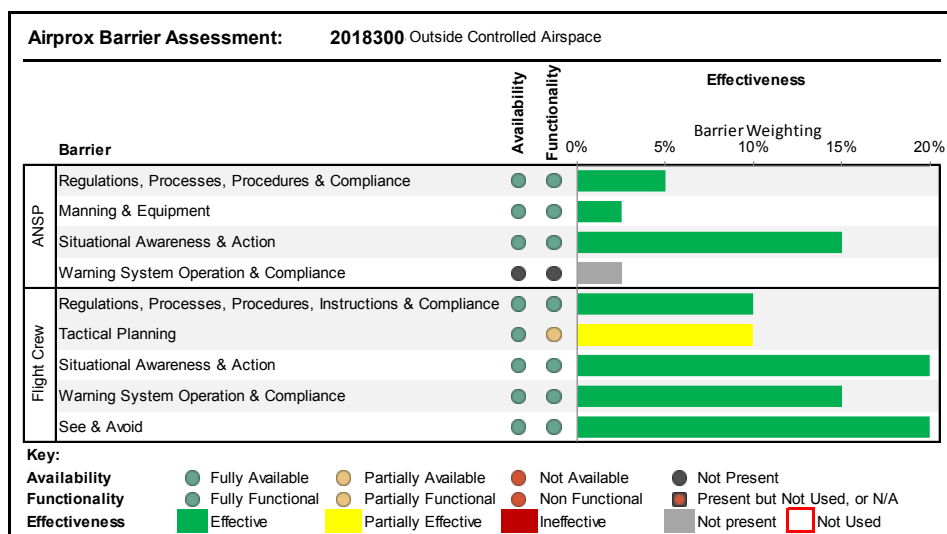 Airprox Barrier Assessment: 2018300 Outside Controlled Airspace
Barrier
Availability
Functionality
Effectiveness
Barrier Weighting
0% 5% 10% 15% 20%
ANSP
Regulations, Processes, Procedures & Compliance
Manning & Equipment
Situational Awareness & Action
Warning System Operation & Compliance
Flight Crew
Regulations, Processes, Procedures, Instructions & Compliance
Tactical Planning
Situational Awareness & Action
Warning System Operation & Compliance
See & Avoid
Key:
Availability Fully Available Partially Available Not Available Not Present
Functionality Fully Functional Partially Functional Non Functional Present but Not Used, or N/A
Effectiveness Effective Partially Effective Ineffective Not present Not Used